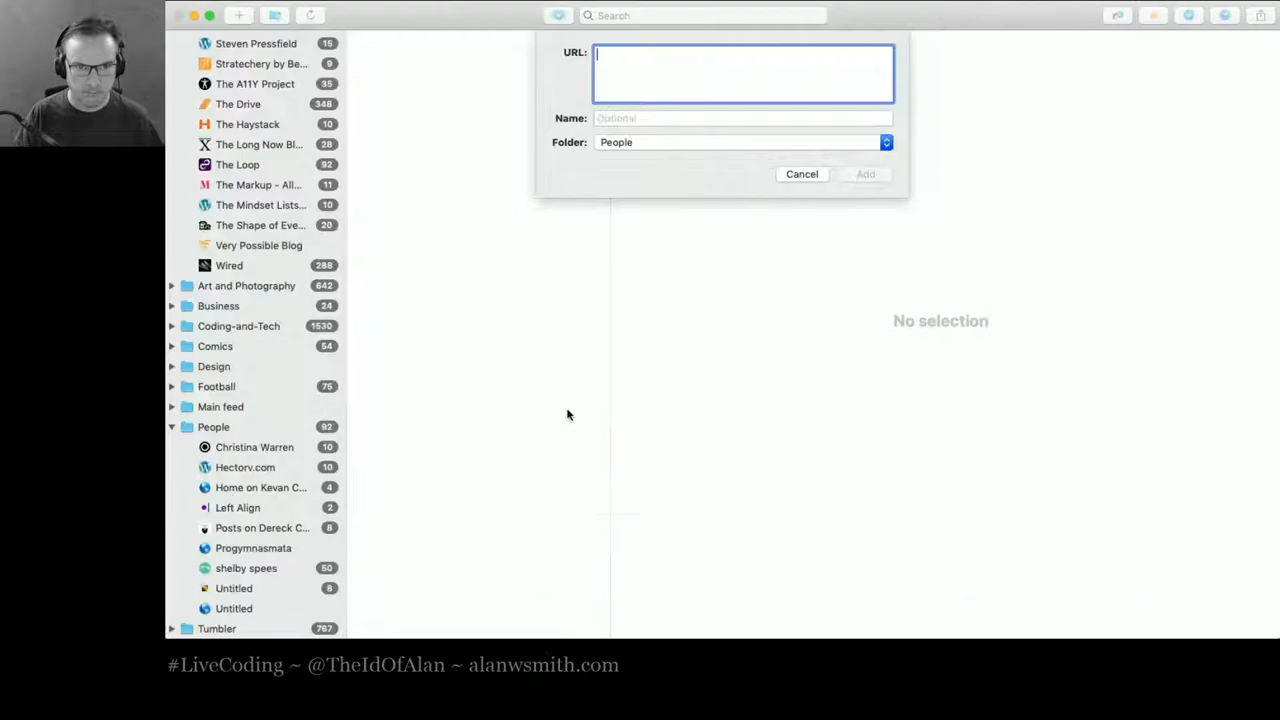 Search
Steven Pressfield 15
Stratechery by Be... 9
The A11Y Project 35
The Drive 348
The Haystack 10
The Long Now Bl... 28
The Loop 92
The Markup - All... 11
The Mindset Lists... 10
The Shape of Eve... 20
Very Possible Blog
Wired 288
Art and Photography 642
Business 24
Coding-and-Tech 1530
Comics 54
Design
Football 75
Main feed
People 92
Christina Warren 10
Hectorv.com 10
Home on Kevan C... 4
Left Align 2
Posts on Dereck C... 8
Progymnasmata
shelby spees 50
Untitled 8
Untitled
Tumbler 767
URL:
Name: Optional
Folder: People
Cancel Add
No selection
#LiveCoding ~ @TheIdOfAlan ~ alanwsmith.com